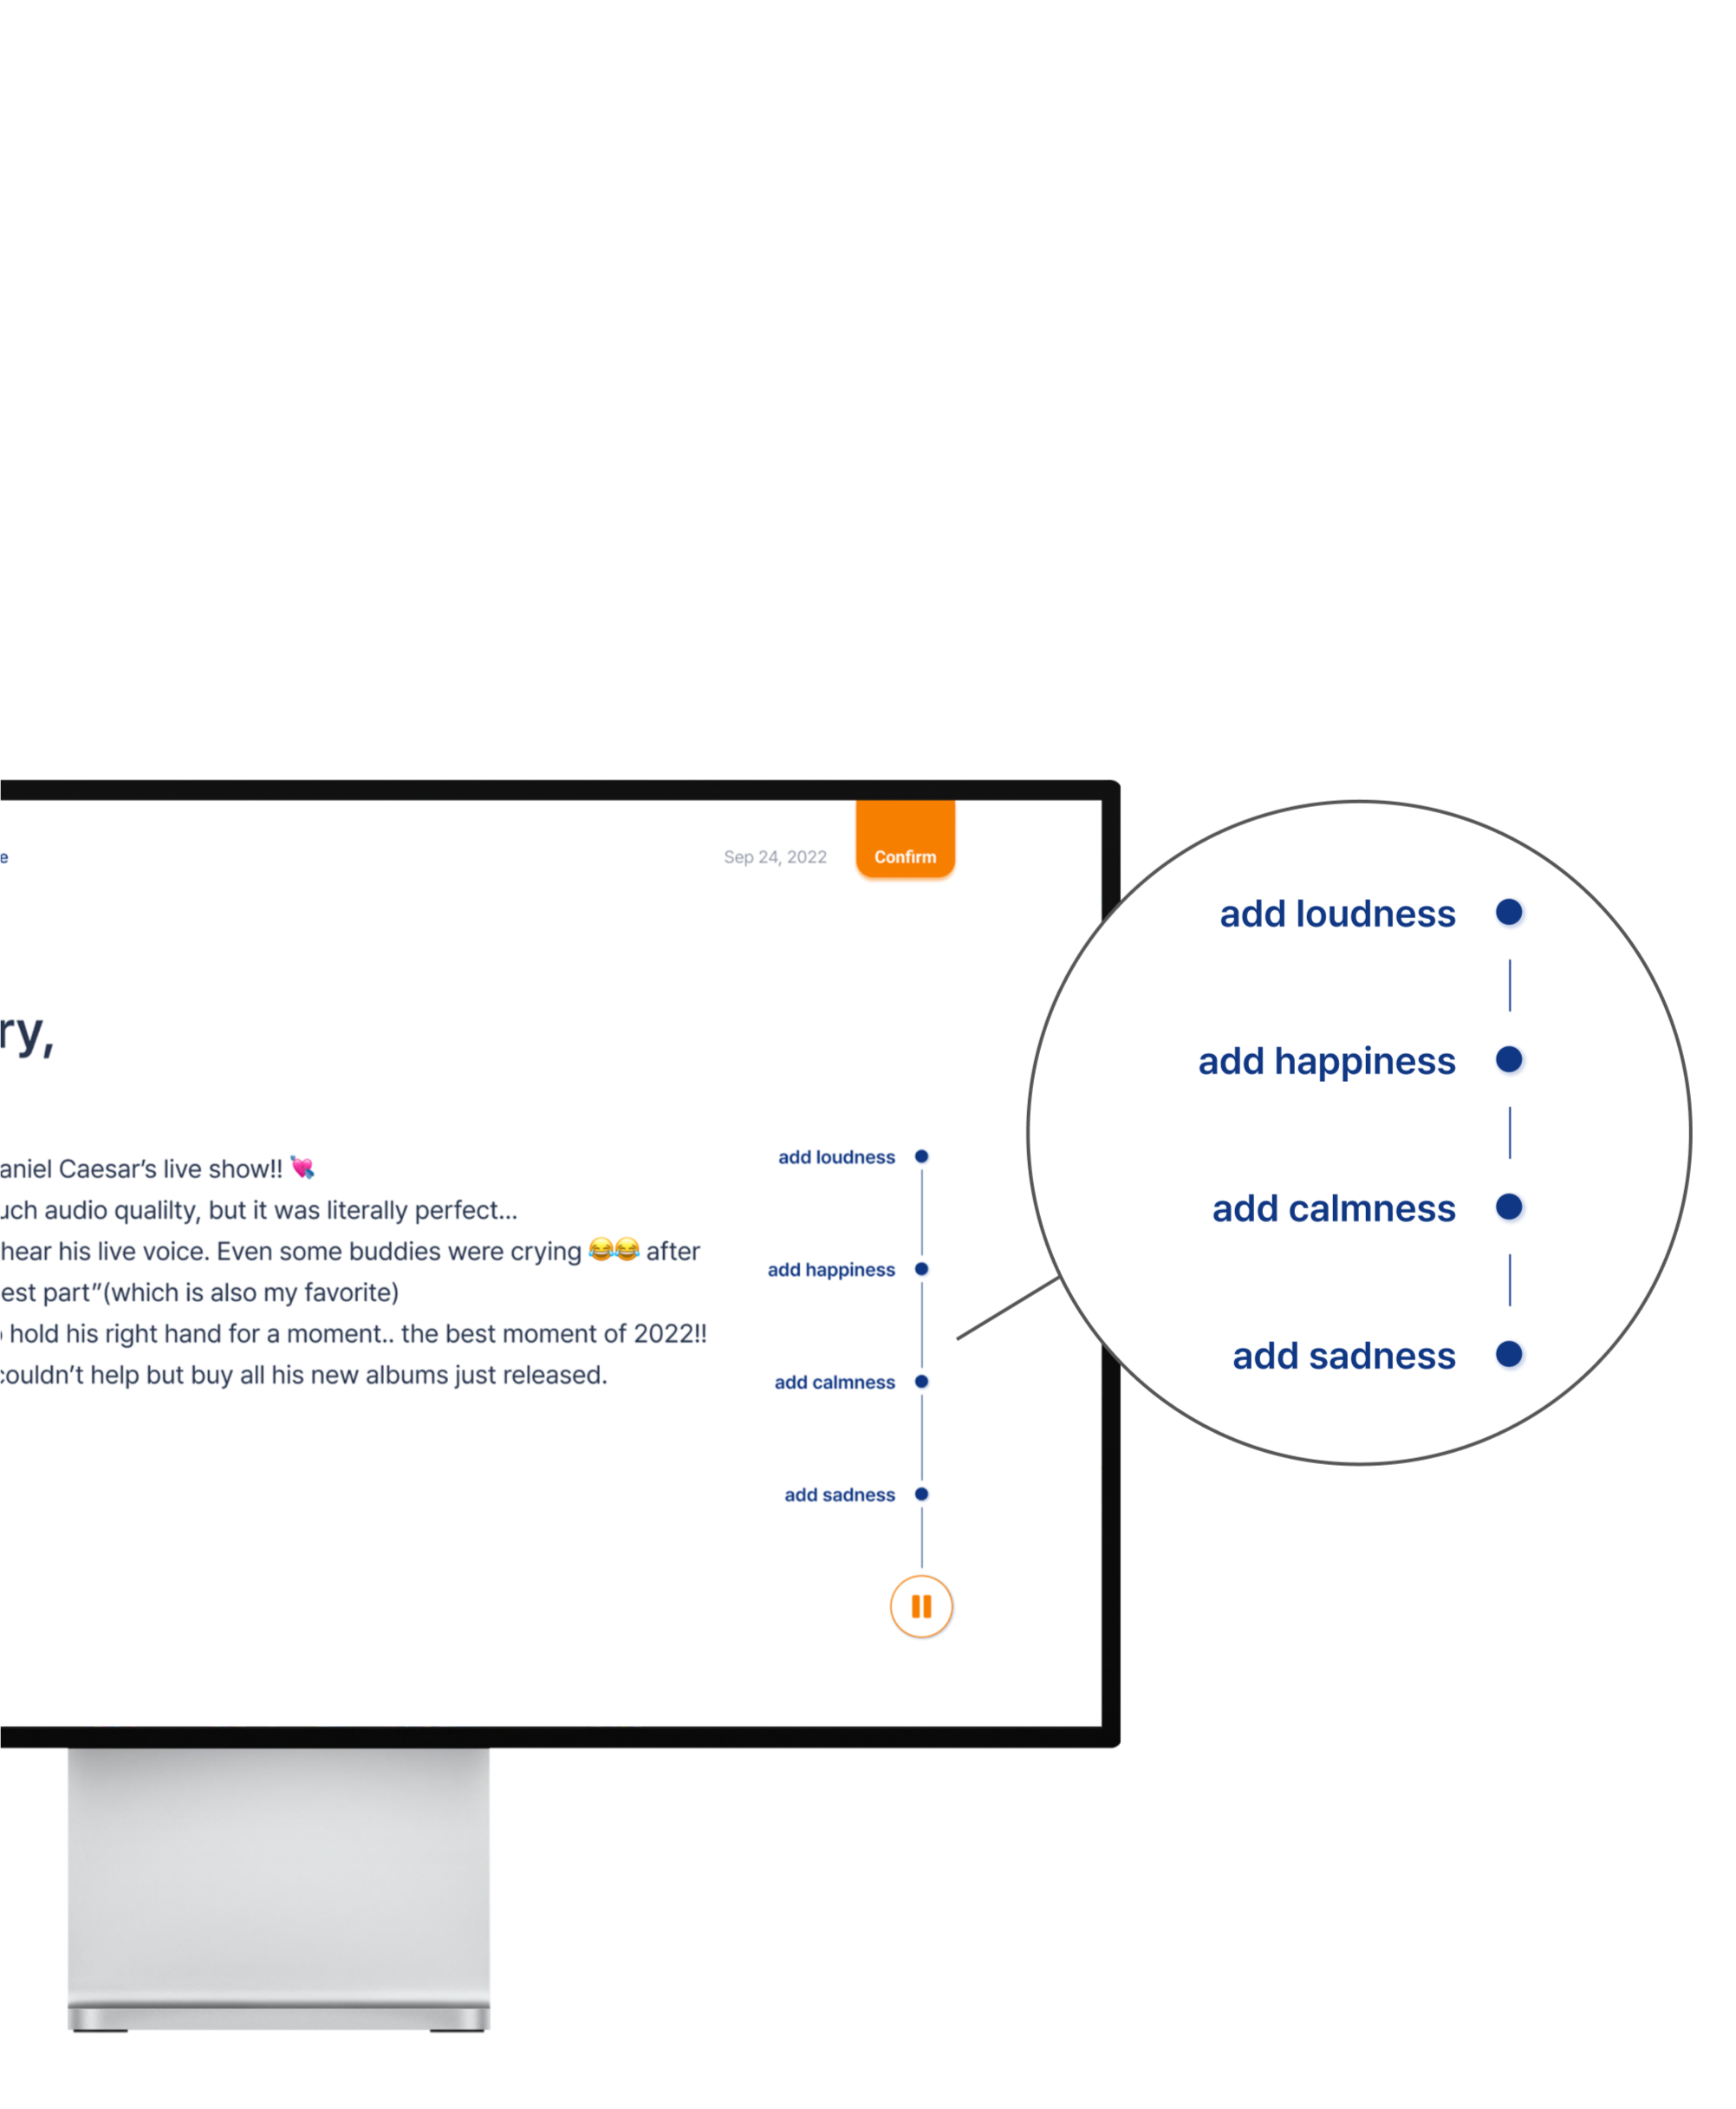 e
Sep 24, 2022
Confirm
ry,
aniel Caesar’s live show!! 💘
uch audio qualilty, but it was literally perfect...
hear his live voice. Even some buddies were crying 😂😂 after
est part”(which is also my favorite)
hold his right hand for a moment.. the best moment of 2022!!
couldn’t help but buy all his new albums just released.
add loudness
add happiness
add calmness
add sadness
add loudness
add happiness
add calmness
add sadness